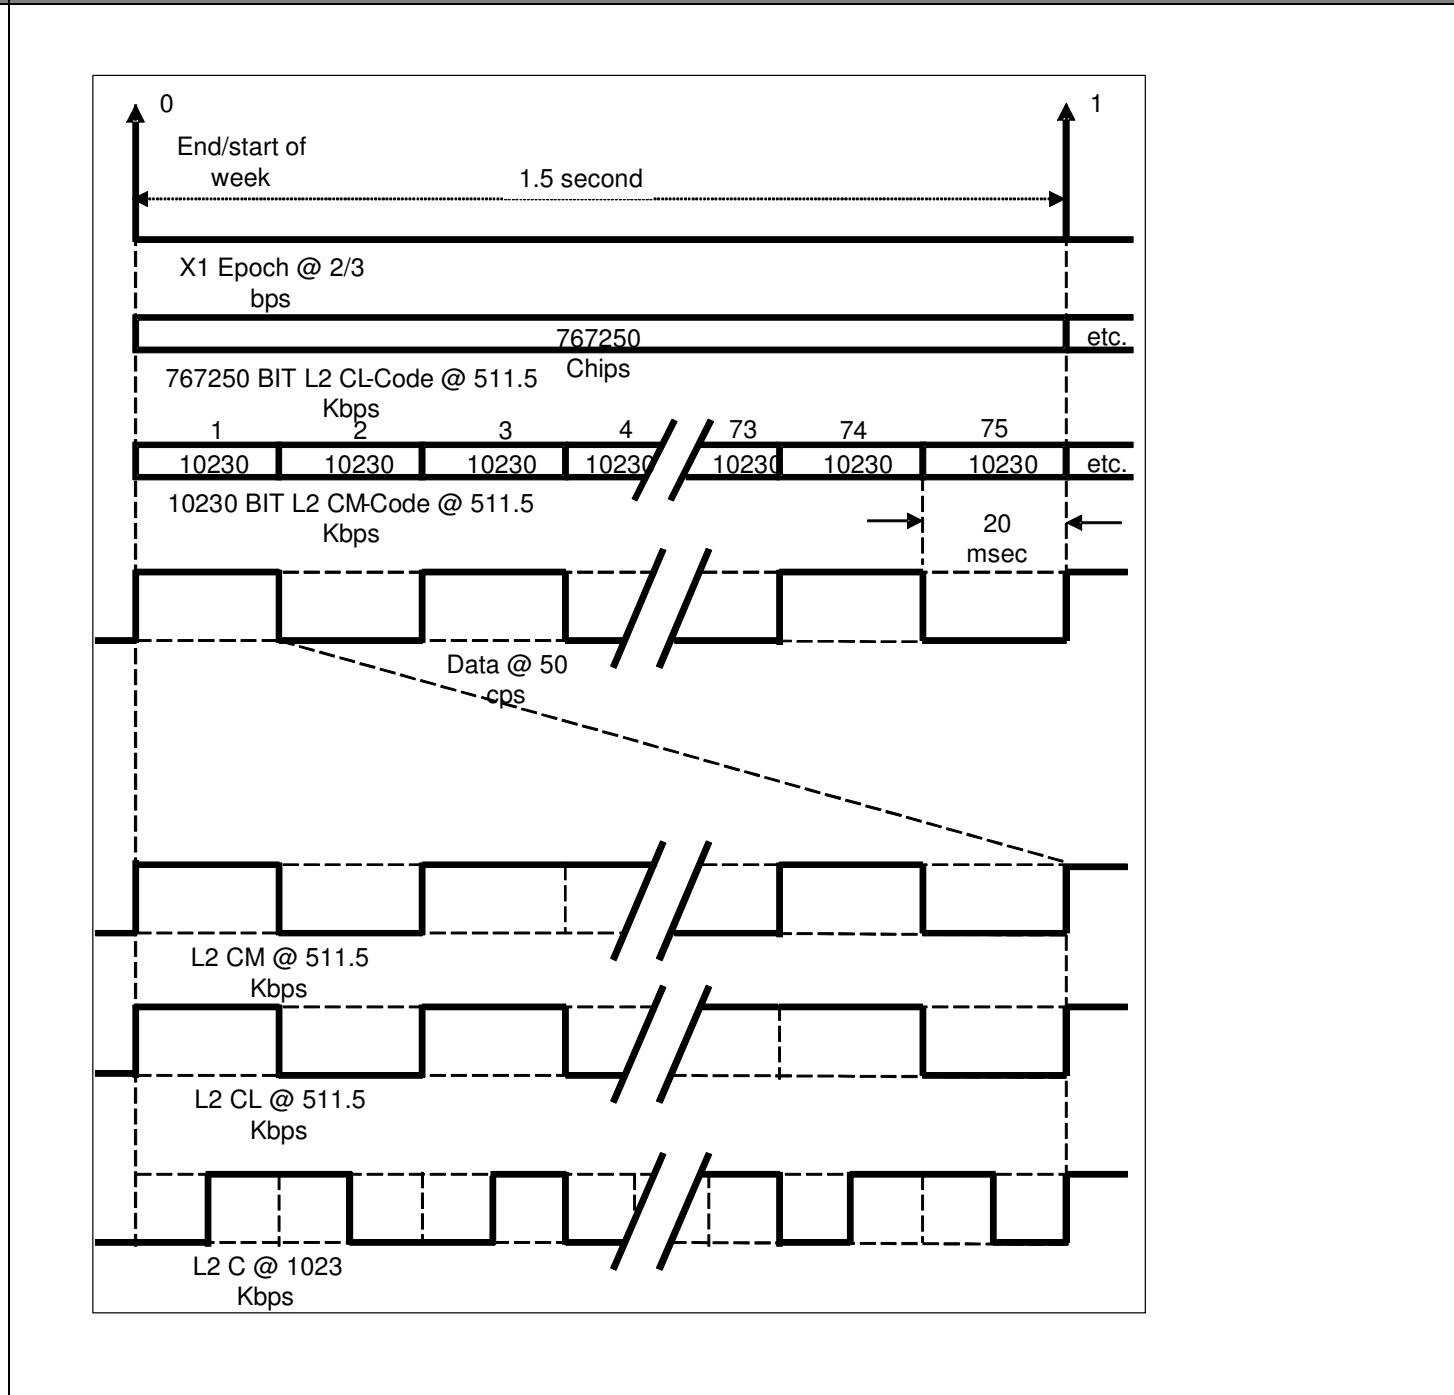 0
1
End/start of
week
1.5 second
X1 Epoch @ 2/3
bps
767250
Chips
etc.
767250 BIT L2 CL-Code @ 511.5
Kbps
1 2 3 4 73 74 75
10230 10230 10230 10230 10230 10230 10230 etc.
10230 BIT L2 CM-Code @ 511.5
Kbps
20
msec
Data @ 50
cps
L2 CM @ 511.5
Kbps
L2 CL @ 511.5
Kbps
L2 C @ 1023
Kbps